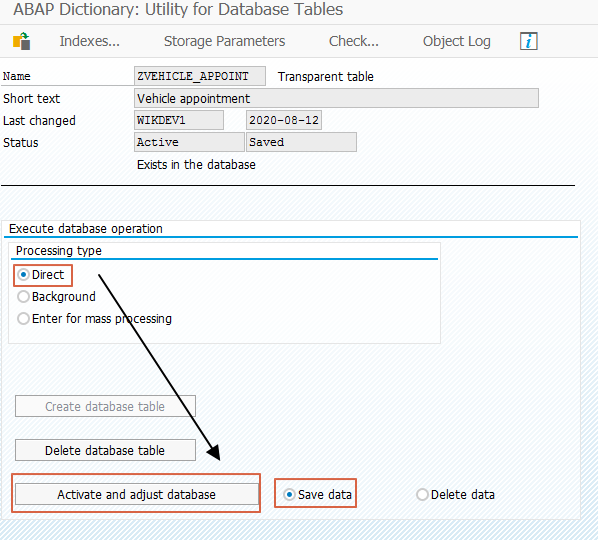 ABAP Dictionary: Utility for Database Tables
Indexes... Storage Parameters Check... Object Log
Name ZVEHICLE_APPOINT Transparent table
Short text Vehicle appointment
Last changed WIKDEV1 2020-08-12
Status Active Saved
Exists in the database
Execute database operation
Processing type
Direct
Background
Enter for mass processing
Create database table
Delete database table
Activate and adjust database Save data Delete data